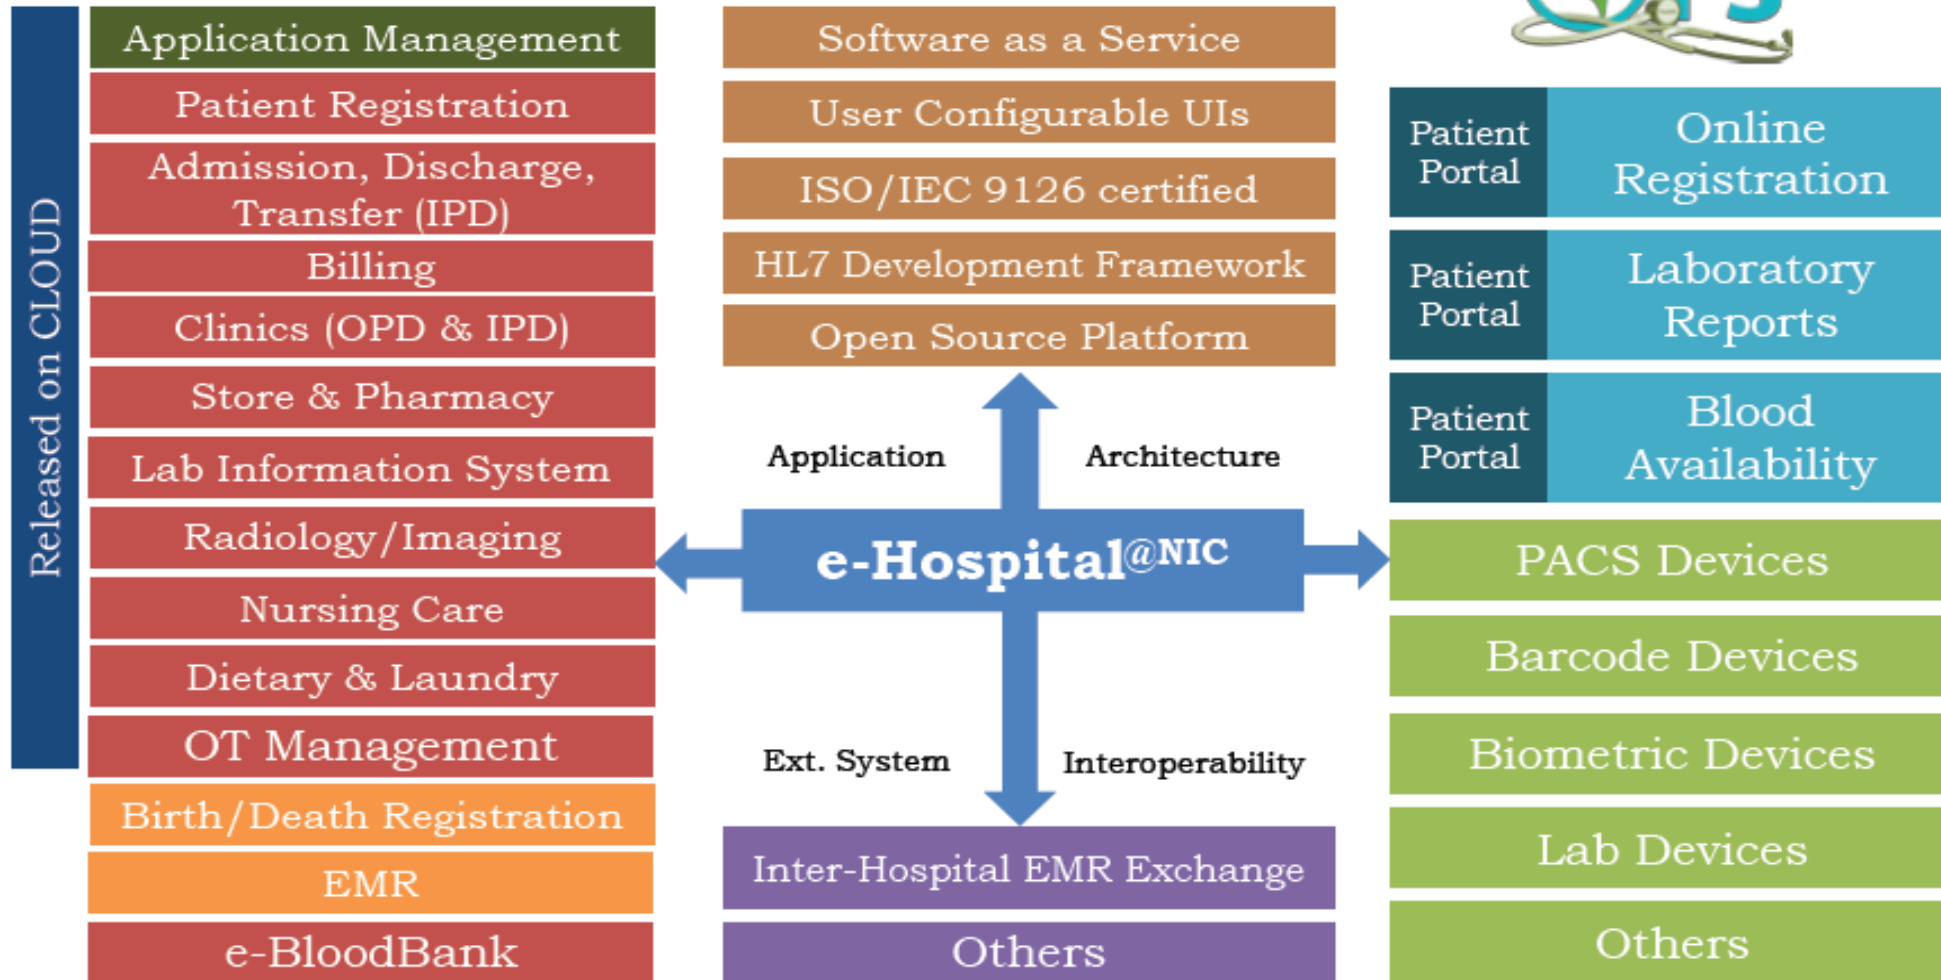 Released on CLOUD
Application Management
Patient Registration
Admission, Discharge,
Transfer (IPD)
Billing
Clinics (OPD & IPD)
Store & Pharmacy
Lab Information System
Radiology/Imaging
Nursing Care
Dietary & Laundry
OT Management
Birth/Death Registration
EMR
e-BloodBank
Software as a Service
User Configurable UIs
ISO/IEC 9126 certified
HL7 Development Framework
Open Source Platform
Application Architecture
e-Hospital@NIC
Ext. System Interoperability
Inter-Hospital EMR Exchange
Others
Patient
Portal
Online
Registration
Patient
Portal
Laboratory
Reports
Patient
Portal
Blood
Availability
PACS Devices
Barcode Devices
Biometric Devices
Lab Devices
Others